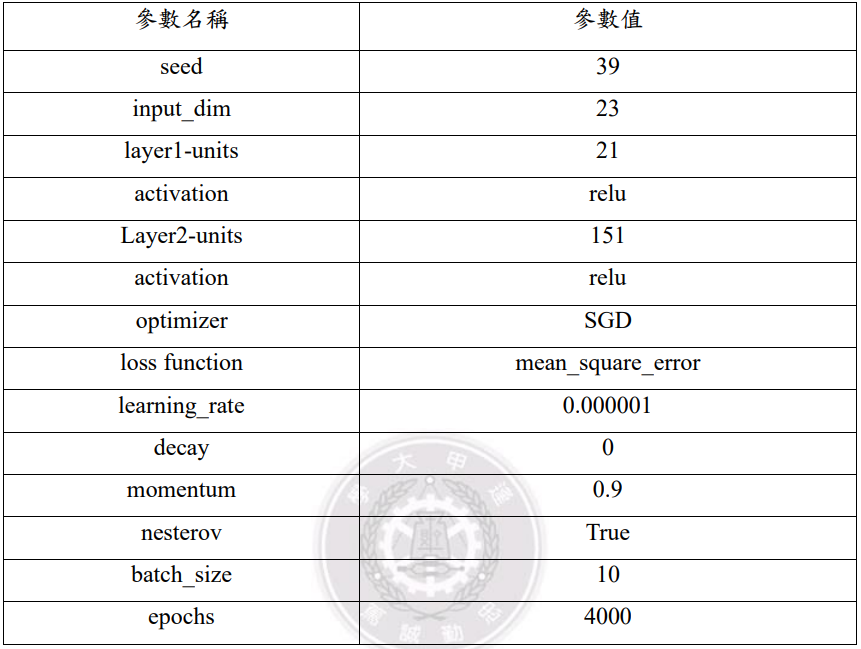 參數名稱 參數值
seed 39
input_dim 23
layer1-units 21
activation relu
Layer2-units 151
activation relu
optimizer SGD
loss function mean_square_error
learning_rate 0.000001
decay 0
momentum 0.9
nesterov True
batch_size 10
epochs 4000
逢甲大學
忠勤誠篤